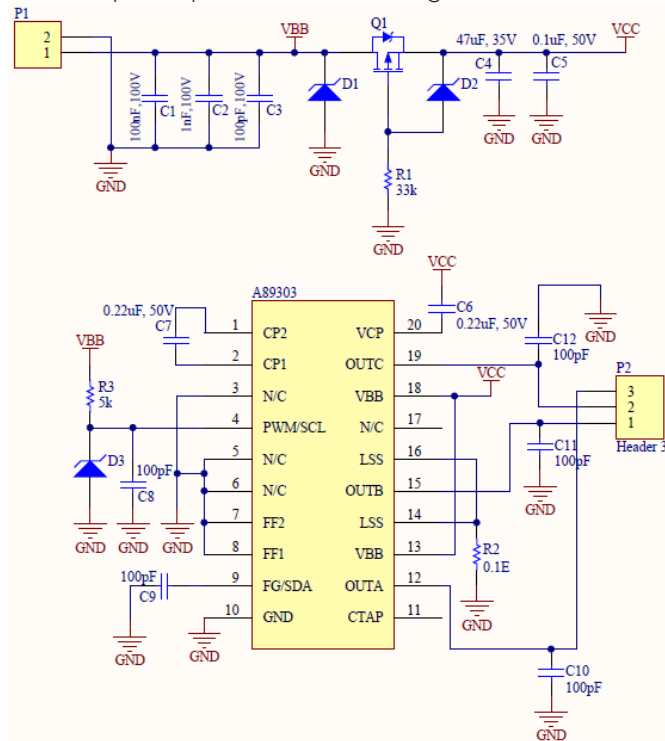 P1
2
1
100nF,100V
C1
1nF,100V
C2
100pF,100V
C3
GND
VBB
D1
GND
Q1
R1
33k
GND
D2
47uF, 35V
C4
GND
0.1uF, 50V
C5
GND
VCC
A89303
1 CP2
2 CP1
3 N/C
4 PWM/SCL
5 N/C
6 N/C
7 FF2
8 FF1
9 FG/SDA
10 GND
VCP 20
OUTC 19
VBB 18
N/C 17
LSS 16
OUTB 15
LSS 14
VBB 13
OUTA 12
CTAP 11
0.22uF, 50V
C7
VBB
R3
5k
D3
GND
100pF
C8
GND
GND
100pF
C9
GND
GND
VCC
C6
0.22uF, 50V
VCC
C12
100pF
GND
P2
3
2
1
Header 3
C11
100pF
GND
R2
0.1E
GND
C10
100pF
GND